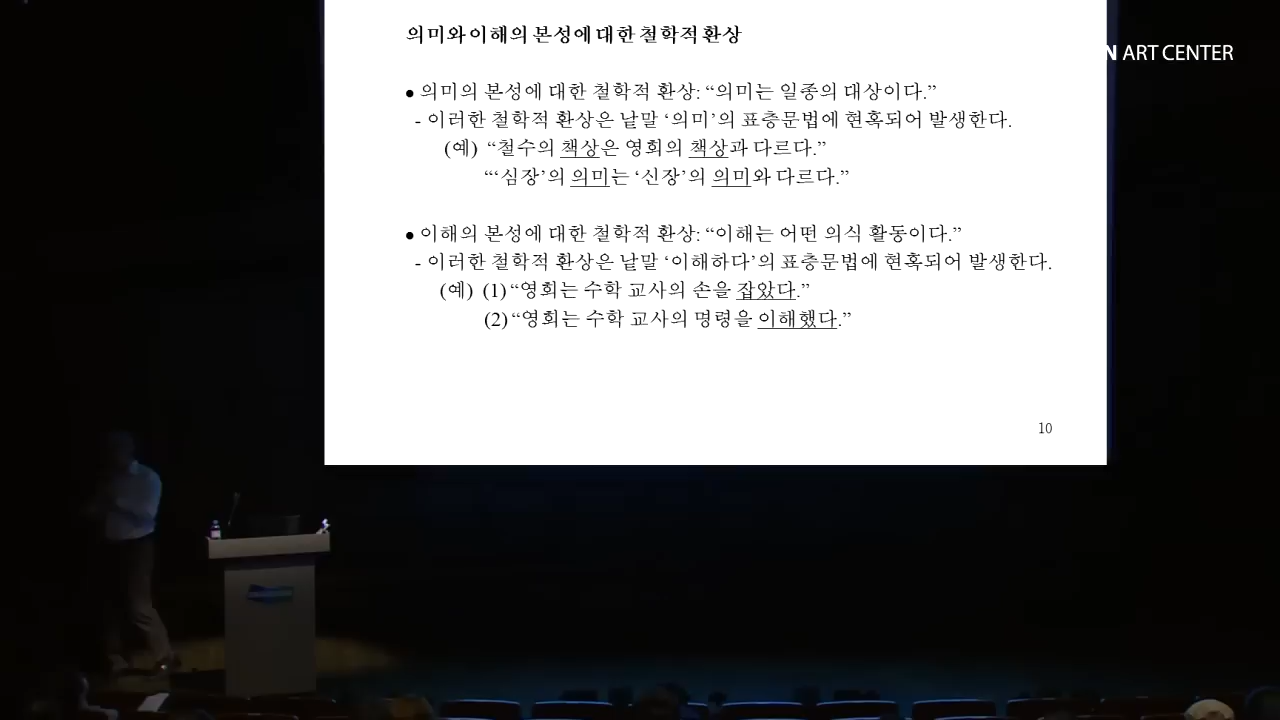 의미와 이해의 본성에 대한 철학적 환상
N ART CENTER
• 의미의 본성에 대한 철학적 환상: “의미는 일종의 대상이다.”
- 이러한 철학적 환상은 낱말 ‘의미’의 표층문법에 현혹되어 발생한다.
(예) “철수의 책상은 영희의 책상과 다르다.”
“‘심장’의 의미는 ‘신장’의 의미와 다르다.”
• 이해의 본성에 대한 철학적 환상: “이해는 어떤 의식 활동이다.”
- 이러한 철학적 환상은 낱말 ‘이해하다’의 표층문법에 현혹되어 발생한다.
(예) (1) “영희는 수학 교사의 손을 잡았다.”
(2) “영희는 수학 교사의 명령을 이해했다.”
10